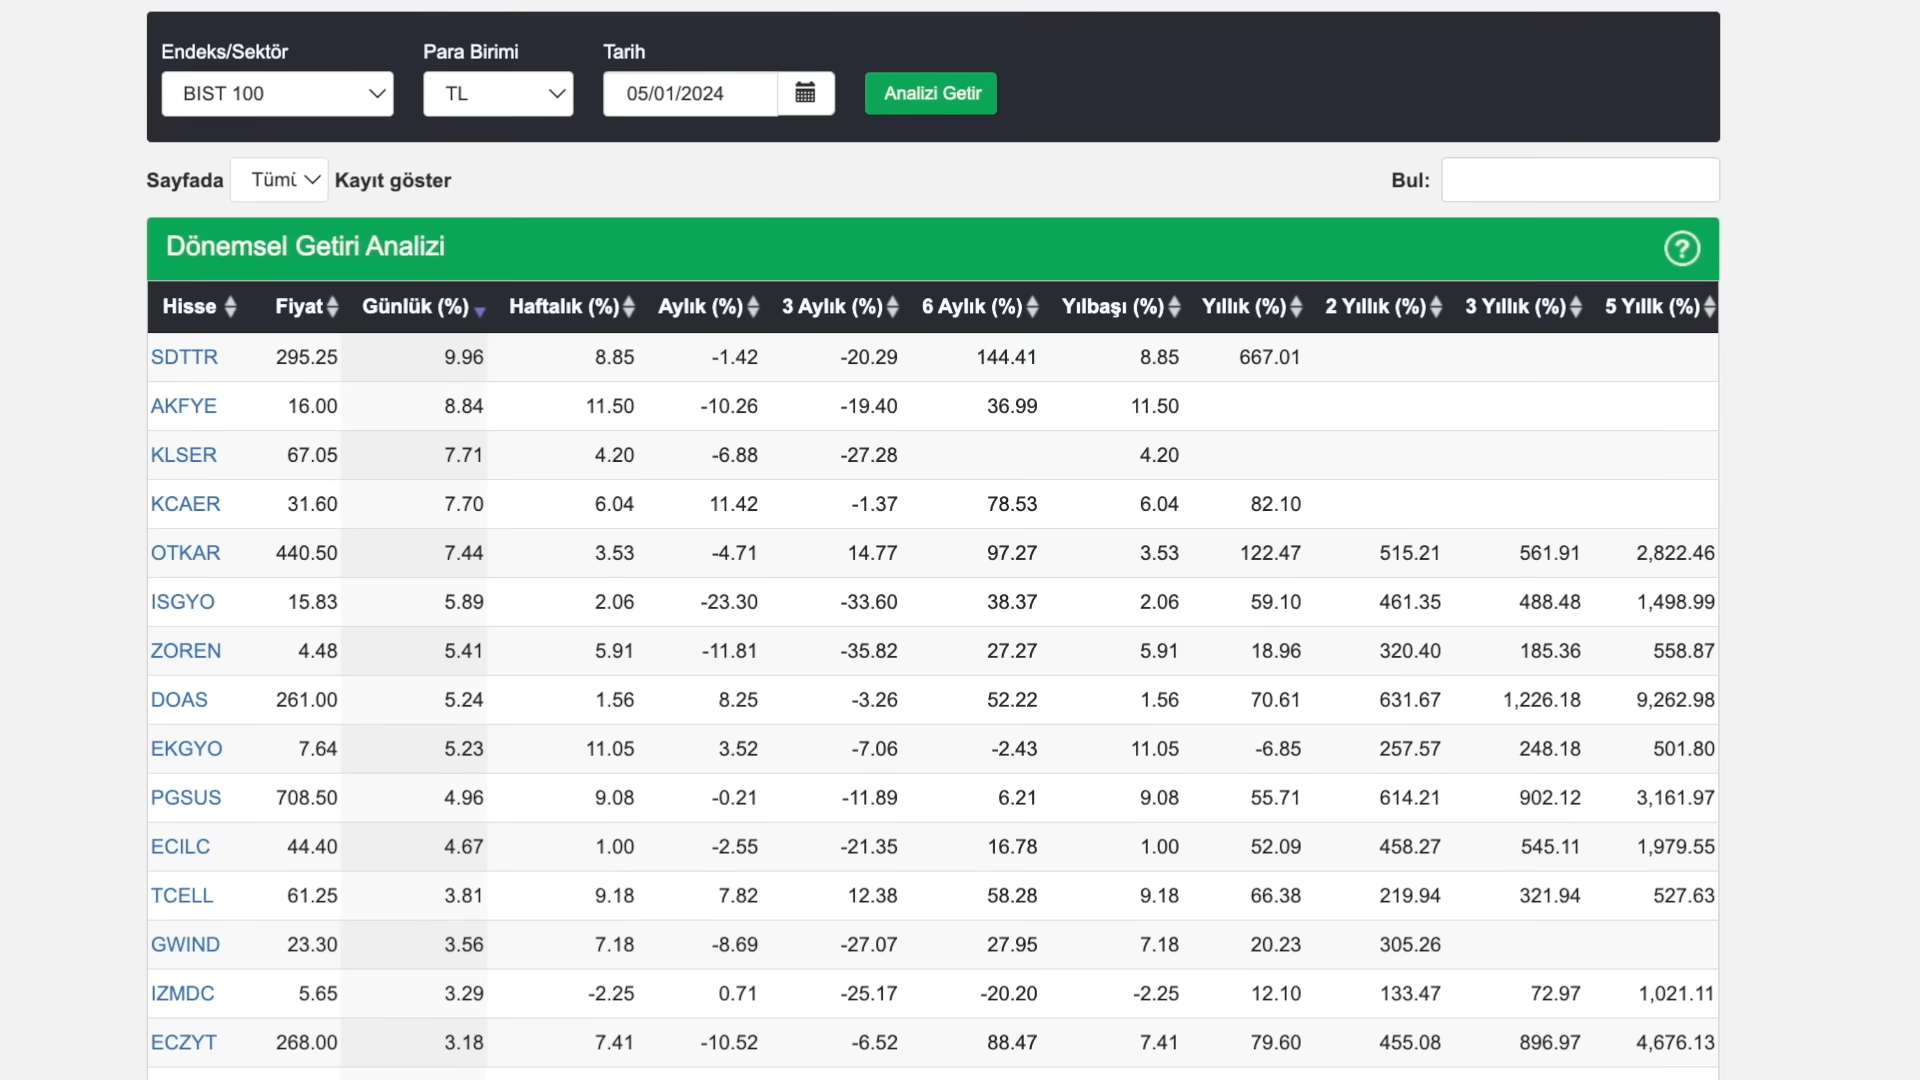 Endeks/Sektör Para Birimi Tarih
BIST 100 TL 05/01/2024 Analizi Getir
Sayfada Tümü Kayıt göster Bul:
Dönemsel Getiri Analizi ?
Hisse Fiyat Günlük (%) Haftalık (%) Aylık (%) 3 Aylık (%) 6 Aylık (%) Yılbaşı (%) Yıllık (%) 2 Yıllık (%) 3 Yıllık (%) 5 Yıllık (%)
SDTTR 295.25 9.96 8.85 -1.42 -20.29 144.41 8.85 667.01
AKFYE 16.00 8.84 11.50 -10.26 -19.40 36.99 11.50
KLSER 67.05 7.71 4.20 -6.88 -27.28 4.20
KCAER 31.60 7.70 6.04 11.42 -1.37 78.53 6.04 82.10
OTKAR 440.50 7.44 3.53 -4.71 14.77 97.27 3.53 122.47 515.21 561.91 2,822.46
ISGYO 15.83 5.89 2.06 -23.30 -33.60 38.37 2.06 59.10 461.35 488.48 1,498.99
ZOREN 4.48 5.41 5.91 -11.81 -35.82 27.27 5.91 18.96 320.40 185.36 558.87
DOAS 261.00 5.24 1.56 8.25 -3.26 52.22 1.56 70.61 631.67 1,226.18 9,262.98
EKGYO 7.64 5.23 11.05 3.52 -7.06 -2.43 11.05 -6.85 257.57 248.18 501.80
PGSUS 708.50 4.96 9.08 -0.21 -11.89 6.21 9.08 55.71 614.21 902.12 3,161.97
ECILC 44.40 4.67 1.00 -2.55 -21.35 16.78 1.00 52.09 458.27 545.11 1,979.55
TCELL 61.25 3.81 9.18 7.82 12.38 58.28 9.18 66.38 219.94 321.94 527.63
GWIND 23.30 3.56 7.18 -8.69 -27.07 27.95 7.18 20.23 305.26
IZMDC 5.65 3.29 -2.25 0.71 -25.17 -20.20 -2.25 12.10 133.47 72.97 1,021.11
ECZYT 268.00 3.18 7.41 -10.52 -6.52 88.47 7.41 79.60 455.08 896.97 4,676.13